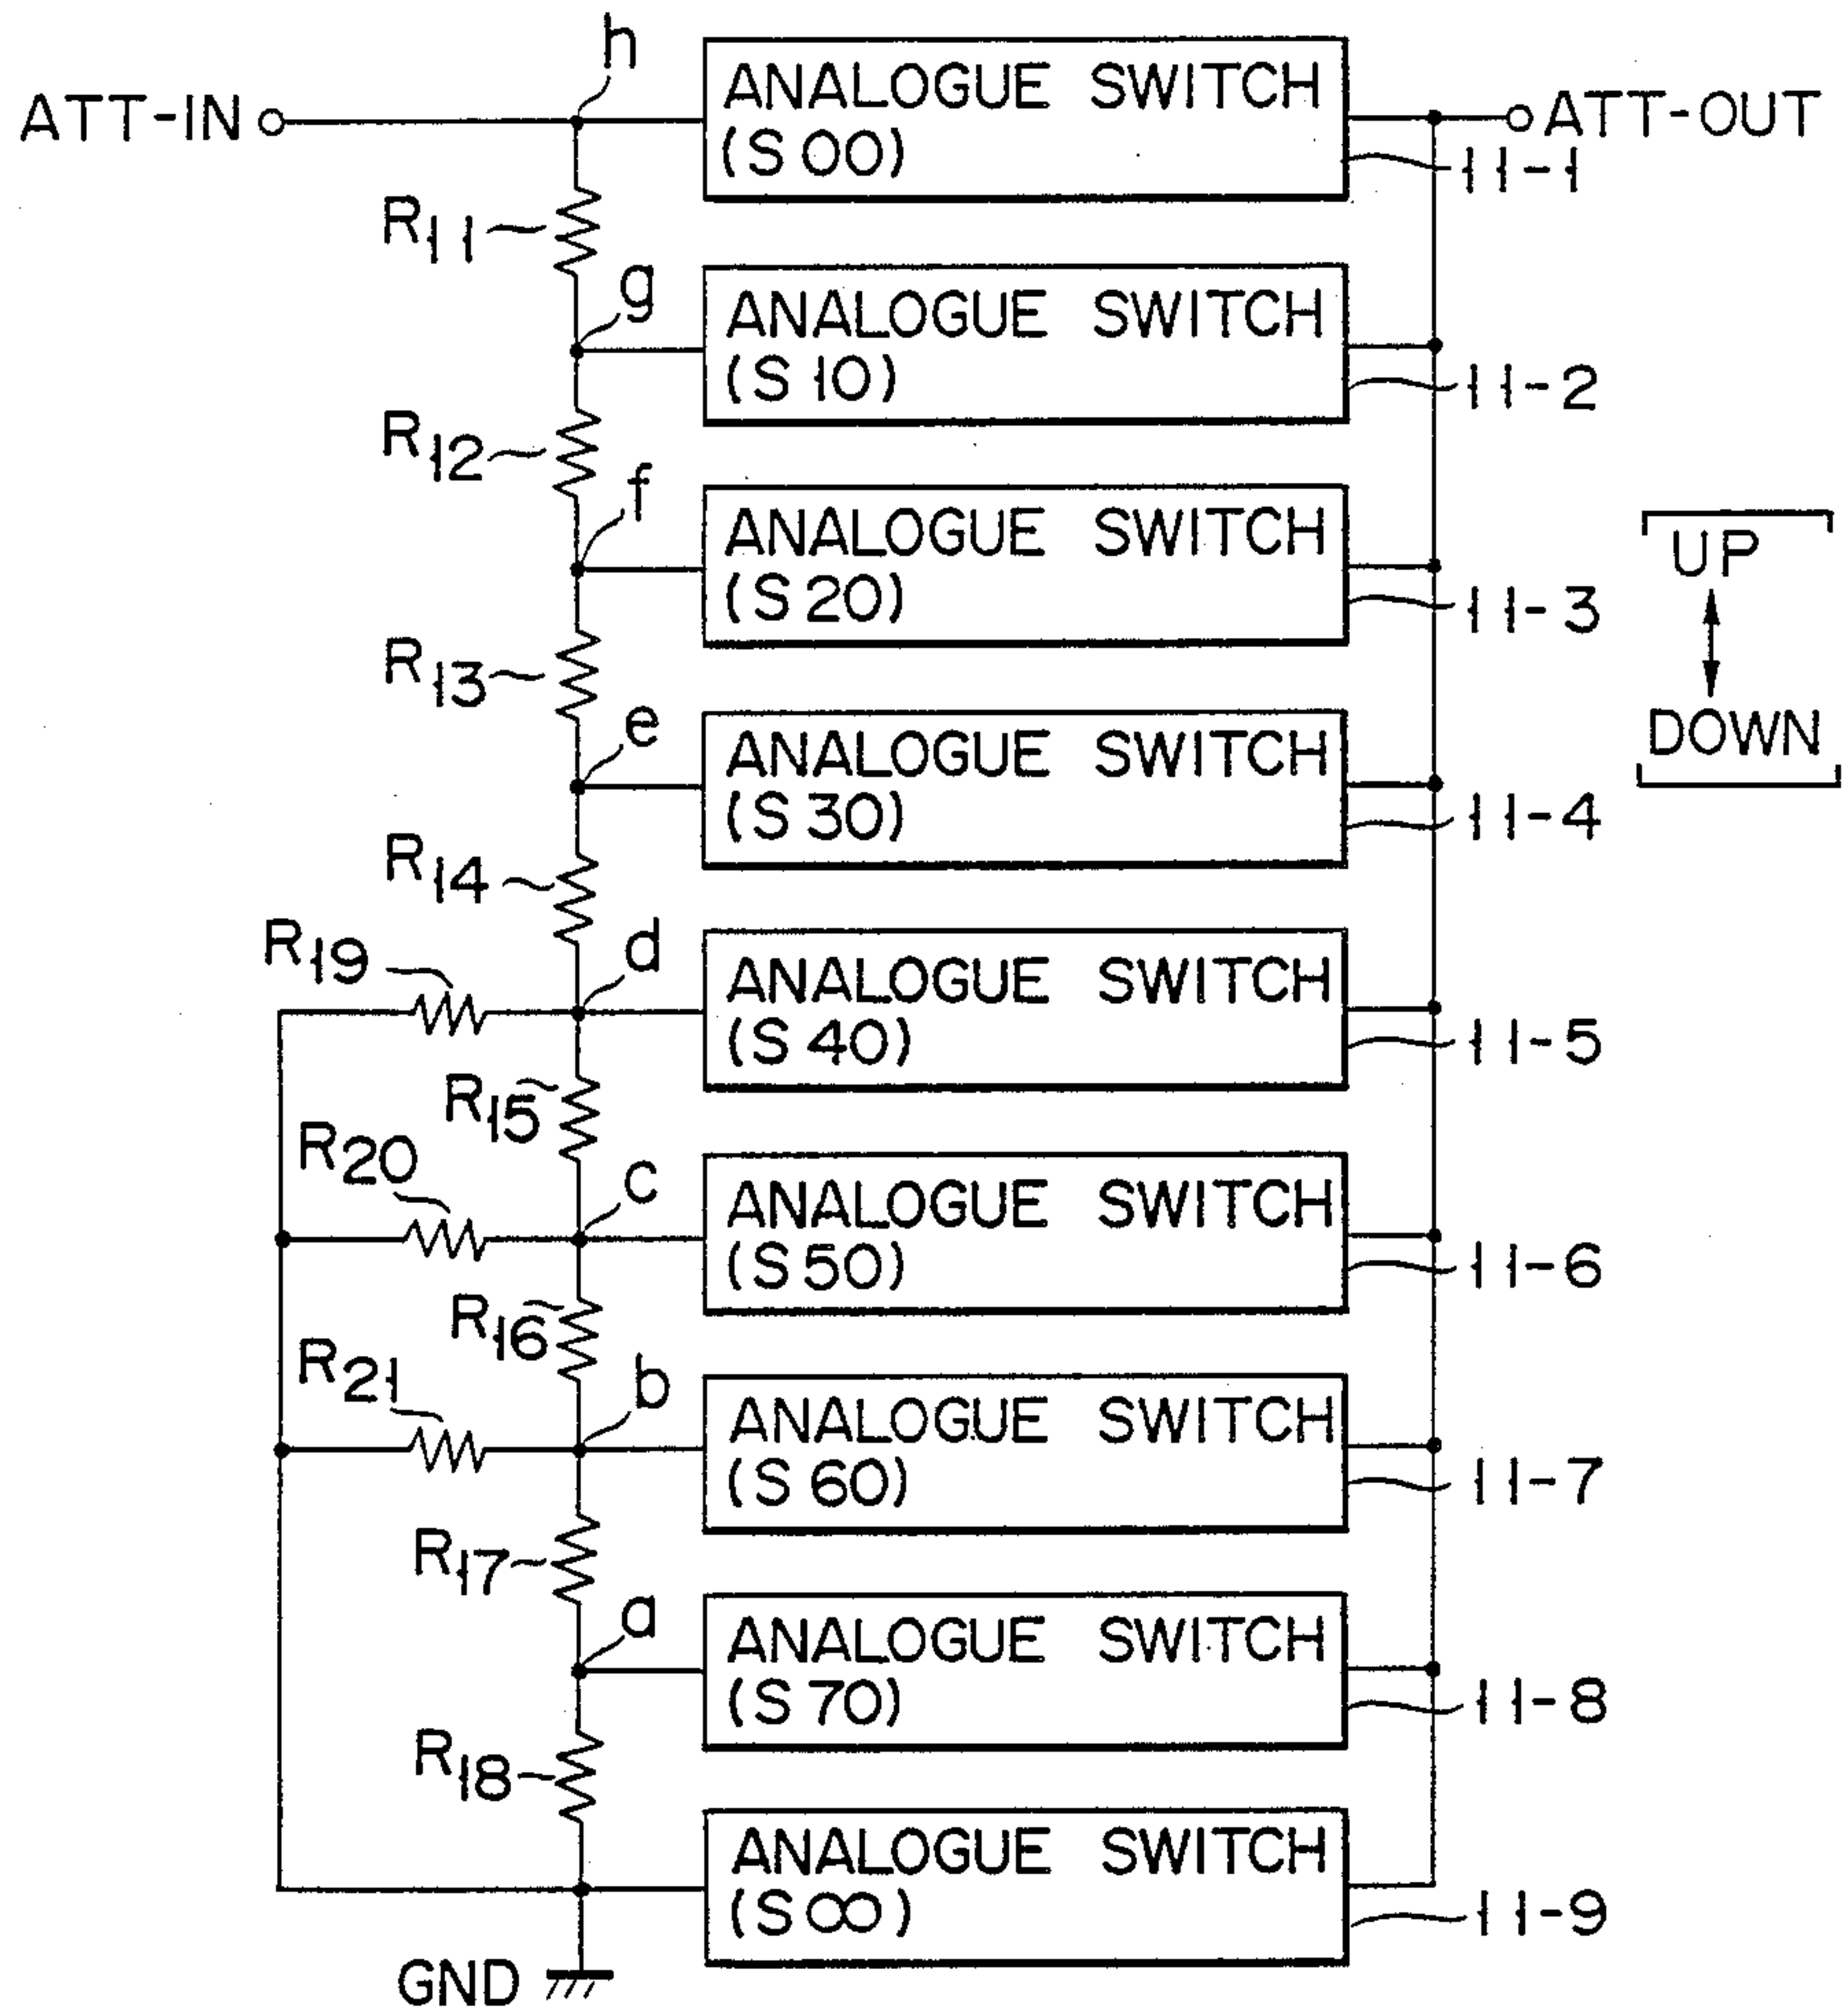 h
ATT-IN
ANALOGUE SWITCH
(S 00)
ATT-OUT
11-1
R11
g
ANALOGUE SWITCH
(S 10)
11-2
R12
f
ANALOGUE SWITCH
(S 20)
11-3
UP
DOWN
R13
e
ANALOGUE SWITCH
(S 30)
11-4
R14
R19
d
ANALOGUE SWITCH
(S 40)
11-5
R15
R20
c
ANALOGUE SWITCH
(S 50)
11-6
R16
R21
b
ANALOGUE SWITCH
(S 60)
11-7
R17
a
ANALOGUE SWITCH
(S 70)
11-8
R18
ANALOGUE SWITCH
(S ∞)
11-9
GND